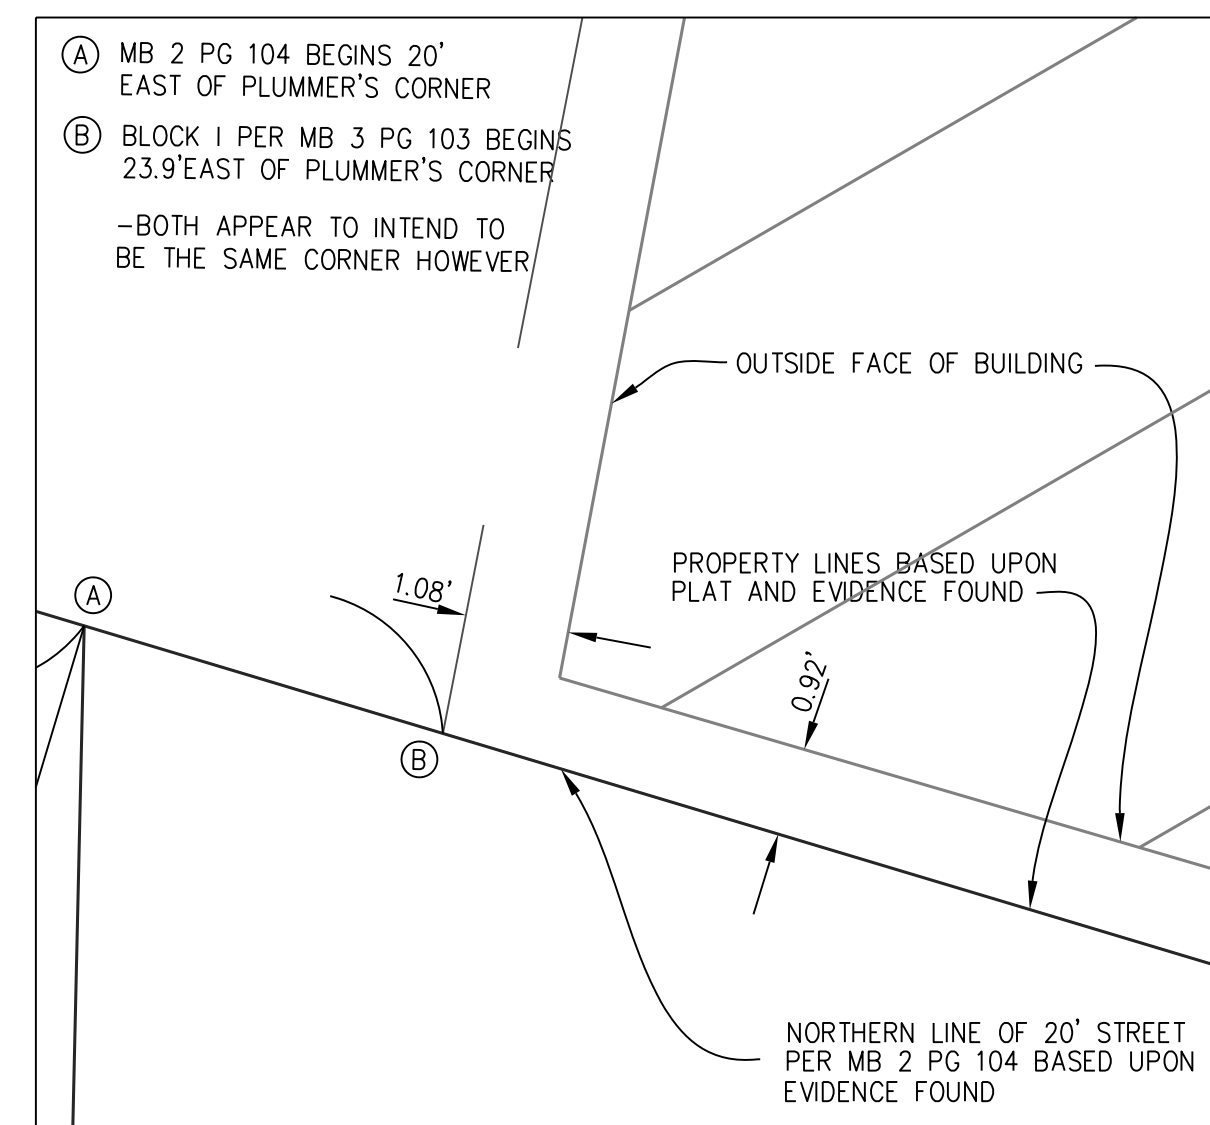 A MB 2 PG 104 BEGINS 20'
EAST OF PLUMMER'S CORNER
B BLOCK 1 PER MB 3 PG 103 BEGINS
23.9'EAST OF PLUMMER'S CORNER
-BOTH APPEAR TO INTEND TO
BE THE SAME CORNER HOWEVER
OUTSIDE FACE OF BUILDING
PROPERTY LINES BASED UPON
PLAT AND EVIDENCE FOUND
A
1.08'
0.92'
B
NORTHERN LINE OF 20' STREET
PER MB 2 PG 104 BASED UPON
EVIDENCE FOUND